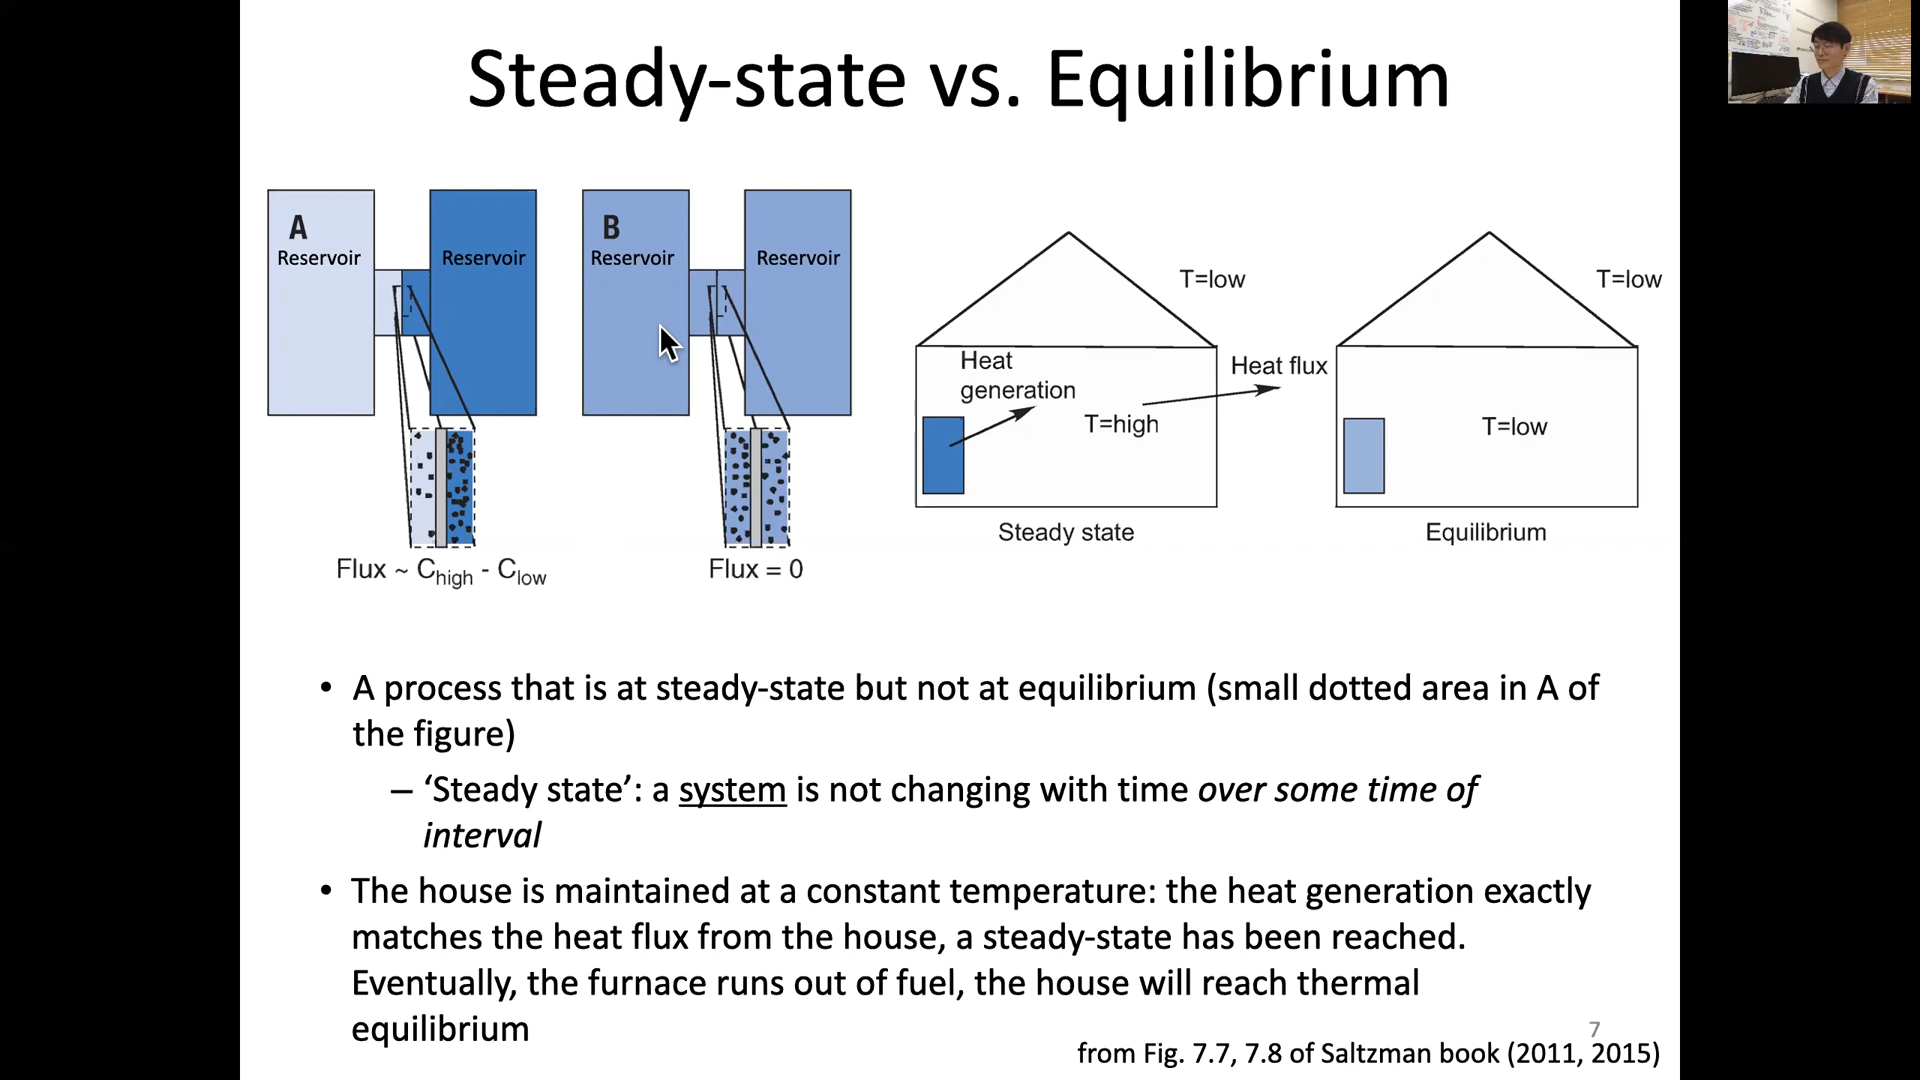 Steady-state vs. Equilibrium
A
Reservoir
Reservoir
B
Reservoir
Reservoir
Flux ~ Chigh - Clow
Flux = 0
T=low
Heat
generation
T=high
Heat flux
Steady state
T=low
T=low
Equilibrium
• A process that is at steady-state but not at equilibrium (small dotted area in A of
the figure)
– ‘Steady state’: a system is not changing with time over some time of
interval
• The house is maintained at a constant temperature: the heat generation exactly
matches the heat flux from the house, a steady-state has been reached.
Eventually, the furnace runs out of fuel, the house will reach thermal
equilibrium
7
from Fig. 7.7, 7.8 of Saltzman book (2011, 2015)